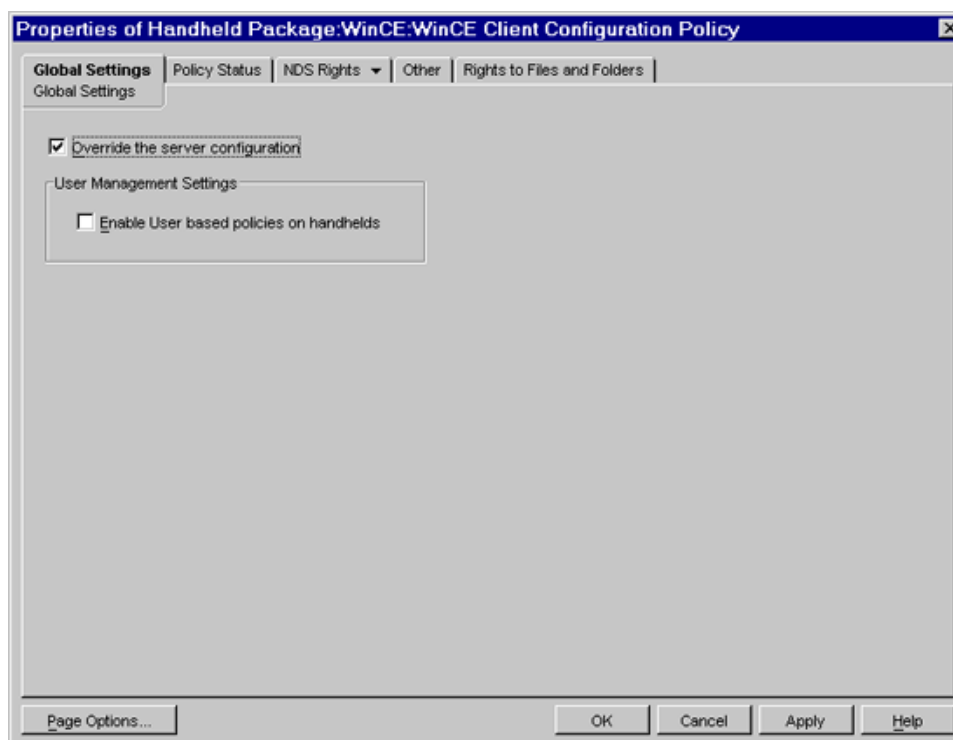 Properties of Handheld Package:WinCE:WinCE Client Configuration Policy
Global Settings Policy Status NDS Rights Other Rights to Files and Folders
Global Settings
Override the server configuration
User Management Settings
Enable User based policies on handhelds
Page Options... OK Cancel Apply Help